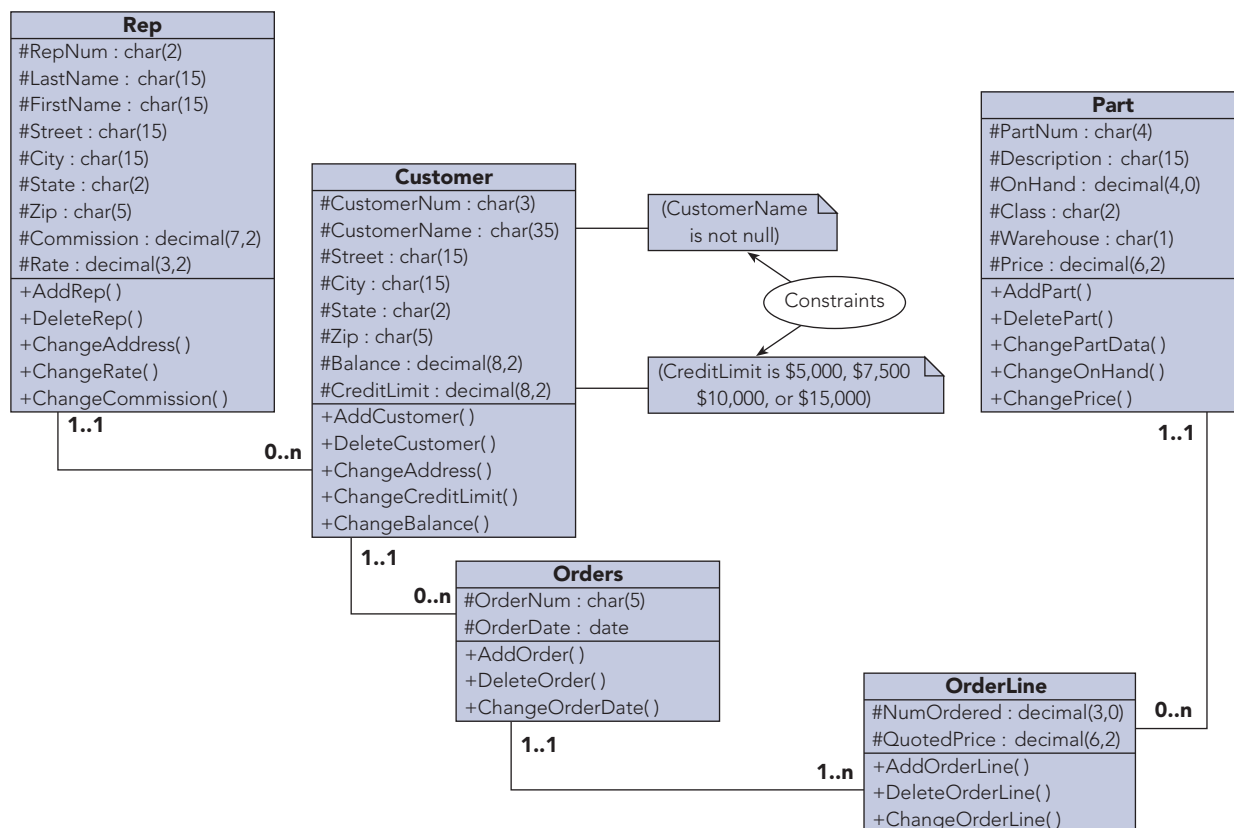 Rep
#RepNum : char(2)
#LastName : char(15)
#FirstName : char(15)
#Street : char(15)
#City : char(15)
#State : char(2)
#Zip : char(5)
#Commission : decimal(7,2)
#Rate : decimal(3,2)
+AddRep( )
+DeleteRep( )
+ChangeAddress( )
+ChangeRate( )
+ChangeCommission( )
1..1
0..n
Customer
#CustomerNum : char(3)
#CustomerName : char(35)
#Street : char(15)
#City : char(15)
#State : char(2)
#Zip : char(5)
#Balance : decimal(8,2)
#CreditLimit : decimal(8,2)
+AddCustomer( )
+DeleteCustomer( )
+ChangeAddress( )
+ChangeCreditLimit( )
+ChangeBalance( )
1..1
0..n
(CustomerName
is not null)
Constraints
(CreditLimit is $5,000, $7,500
$10,000, or $15,000)
Part
#PartNum : char(4)
#Description : char(15)
#OnHand : decimal(4,0)
#Class : char(2)
#Warehouse : char(1)
#Price : decimal(6,2)
+AddPart( )
+DeletePart( )
+ChangePartData( )
+ChangeOnHand( )
+ChangePrice( )
1..1
0..n
Orders
#OrderNum : char(5)
#OrderDate : date
+AddOrder( )
+DeleteOrder( )
+ChangeOrderDate( )
1..1
1..n
OrderLine
#NumOrdered : decimal(3,0)
#QuotedPrice : decimal(6,2)
+AddOrderLine( )
+DeleteOrderLine( )
+ChangeOrderLine( )